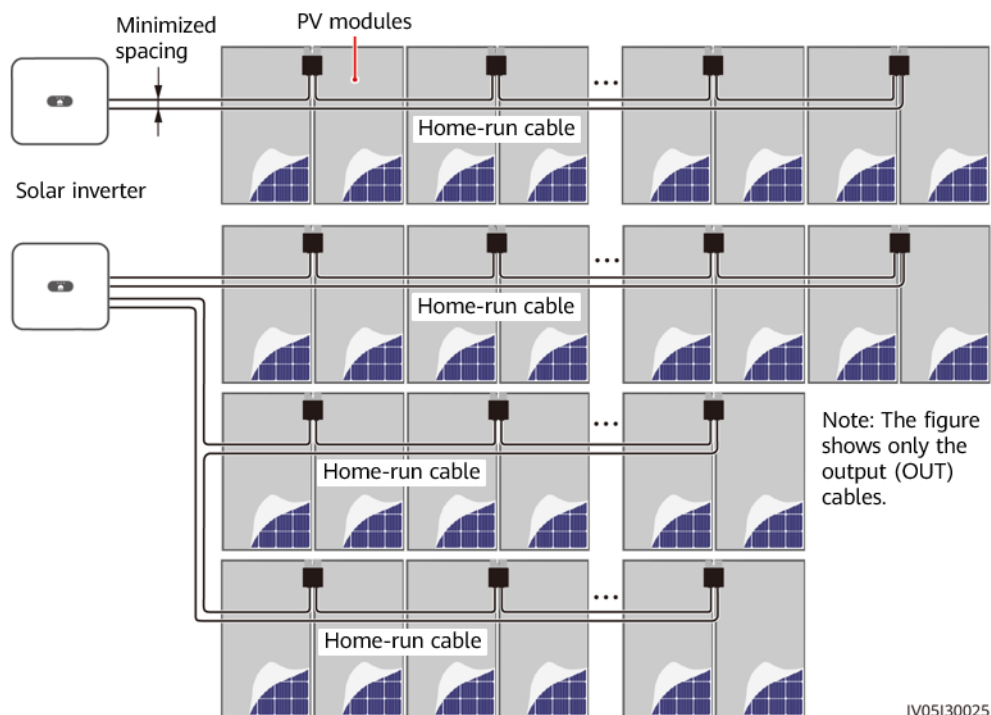 Minimized
spacing
PV modules
...
Home-run cable
Solar inverter
...
Home-run cable
...
Home-run cable
Note: The figure
shows only the
output (OUT)
cables.
...
Home-run cable
JV05J30025